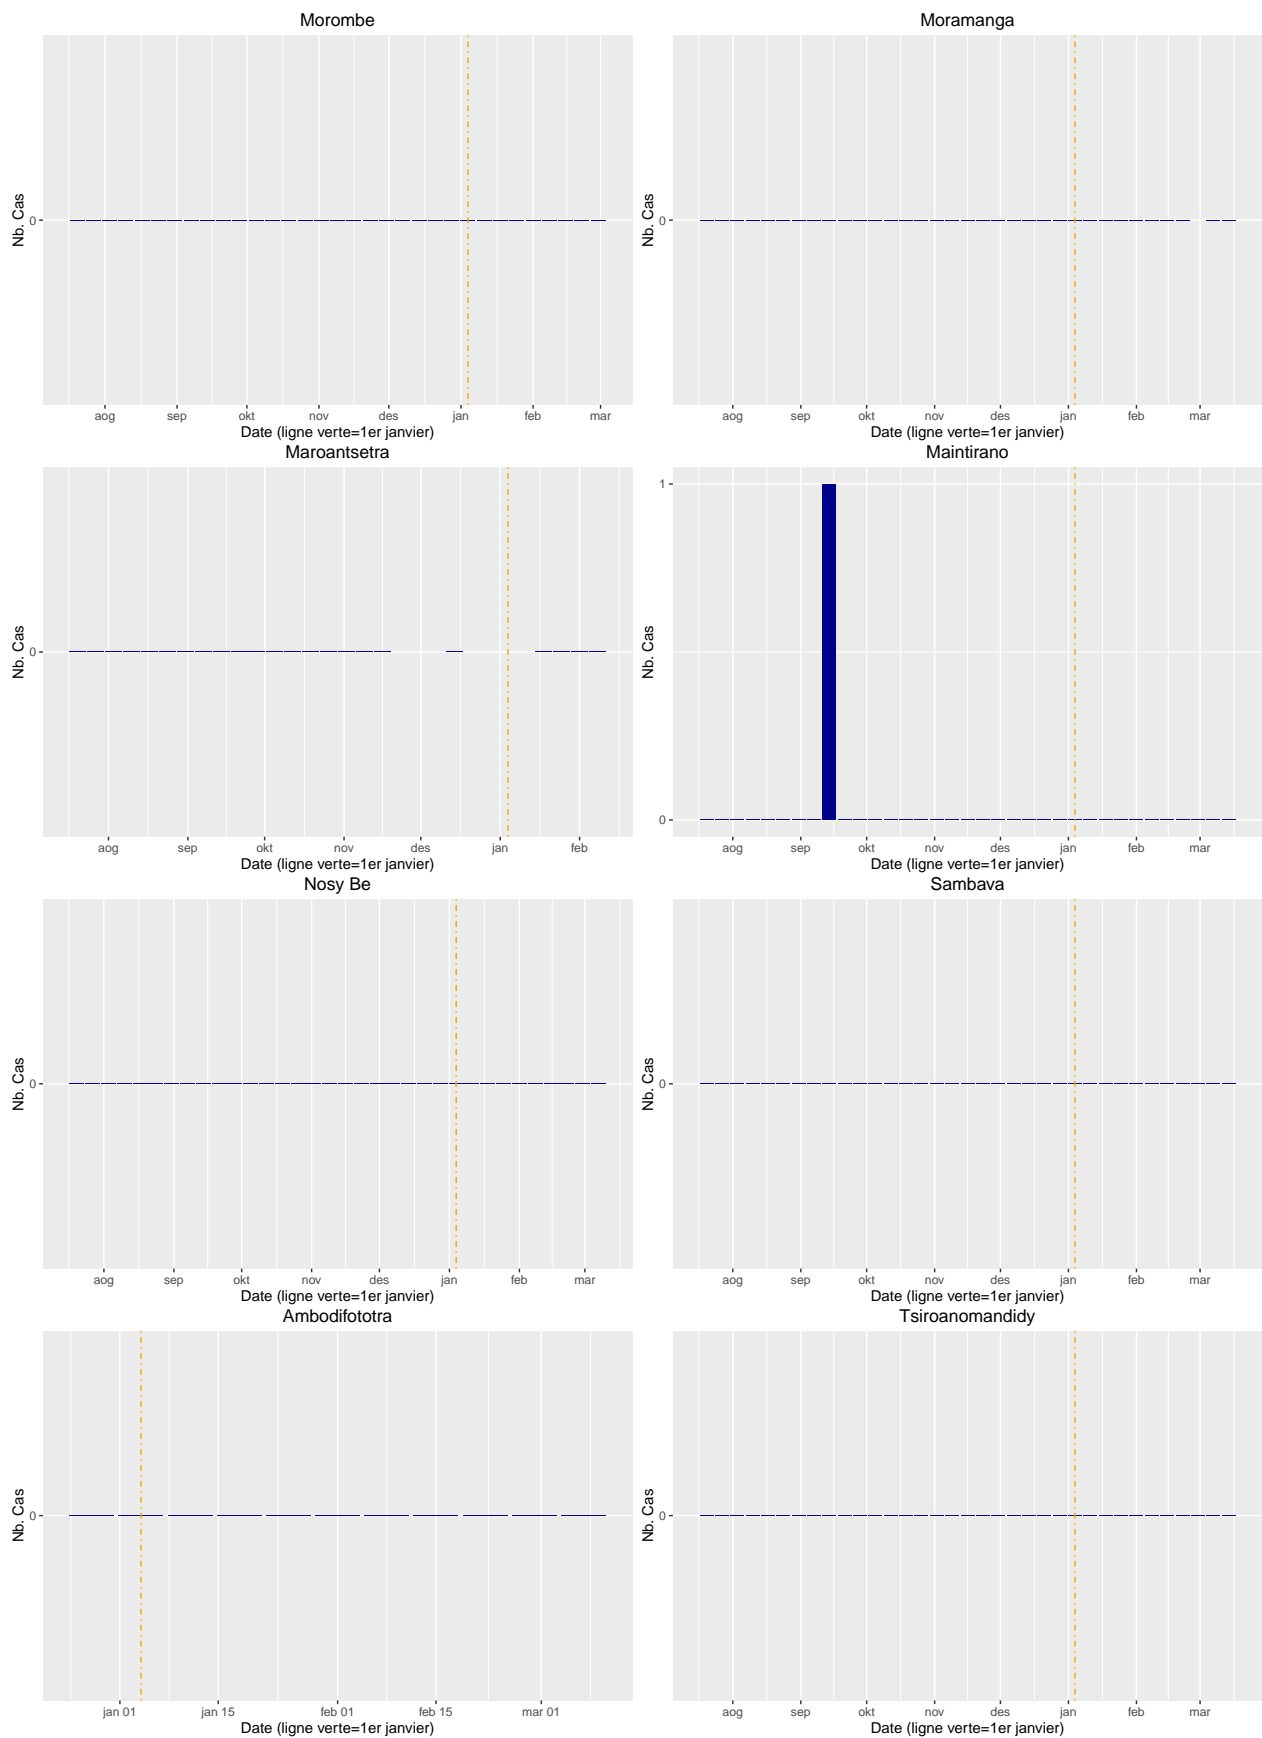 Morombe
Nb. Cas
0
aog sep okt nov des jan feb mar
Date (ligne verte=1er janvier)
Moramanga
Nb. Cas
0
aog sep okt nov des jan feb mar
Date (ligne verte=1er janvier)
Maroantsetra
Nb. Cas
0
aog sep okt nov des jan feb
Date (ligne verte=1er janvier)
Maintirano
1
Nb. Cas
0
aog sep okt nov des jan feb mar
Date (ligne verte=1er janvier)
Nosy Be
Nb. Cas
0
aog sep okt nov des jan feb mar
Date (ligne verte=1er janvier)
Sambava
Nb. Cas
0
aog sep okt nov des jan feb mar
Date (ligne verte=1er janvier)
Ambodifototra
Nb. Cas
0
jan 01 jan 15 feb 01 feb 15 mar 01
Date (ligne verte=1er janvier)
Tsiroanomandidy
Nb. Cas
0
aog sep okt nov des jan feb mar
Date (ligne verte=1er janvier)